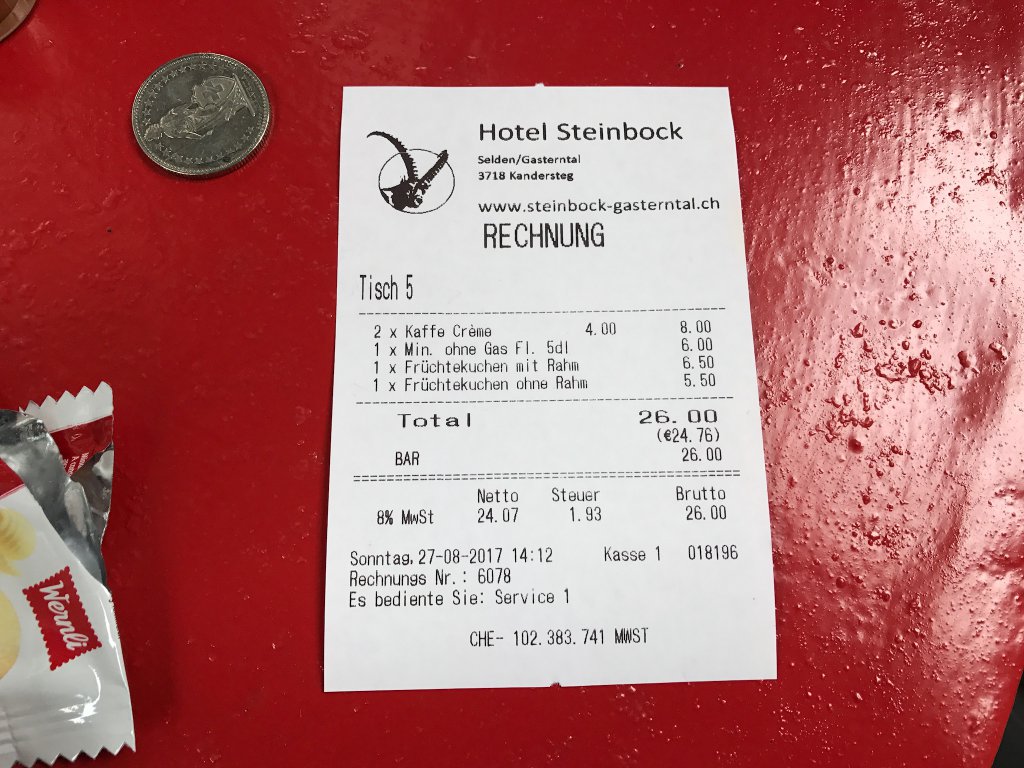 Hotel Steinbock
Selden/Gasterntal
3718 Kandersteg
www.steinbock-gasterntal.ch
RECHNUNG
Tisch 5
2 x Kaffe Crème 4.00 8.00
1 x Min. ohne Gas Fl. 5dl 6.00
1 x Früchtekuchen mit Rahm 6.50
1 x Früchtekuchen ohne Rahm 5.50
Total 26.00
(€24.76)
BAR 26.00
Netto Steuer Brutto
8% MwSt 24.07 1.93 26.00
Sonntag, 27-08-2017 14:12 Kasse 1 018196
Rechnungs Nr.: 6078
Es bediente Sie: Service 1
CHE- 102.383.741 MWST
Wernli